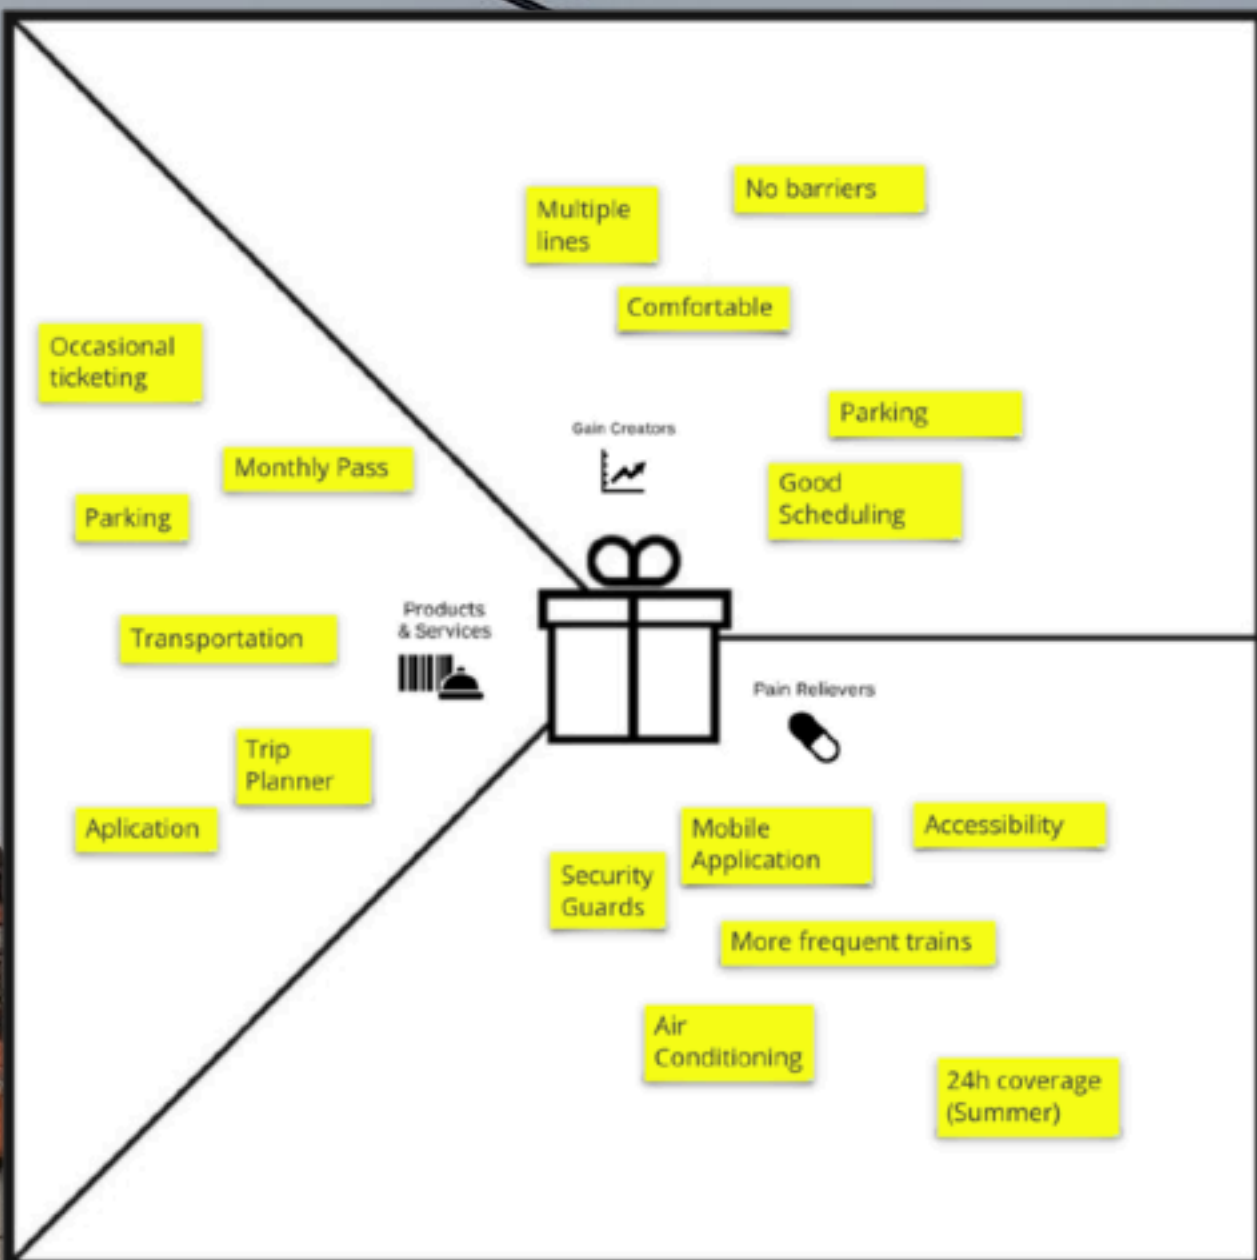 Multiple
lines
No barriers
Comfortable
Parking
Good
Scheduling
Gain Creators
Occasional
ticketing
Monthly Pass
Parking
Transportation
Trip
Planner
Aplication
Products
& Services
Pain Relievers
Mobile
Application
Accessibility
Security
Guards
More frequent trains
Air
Conditioning
24h coverage
(Summer)